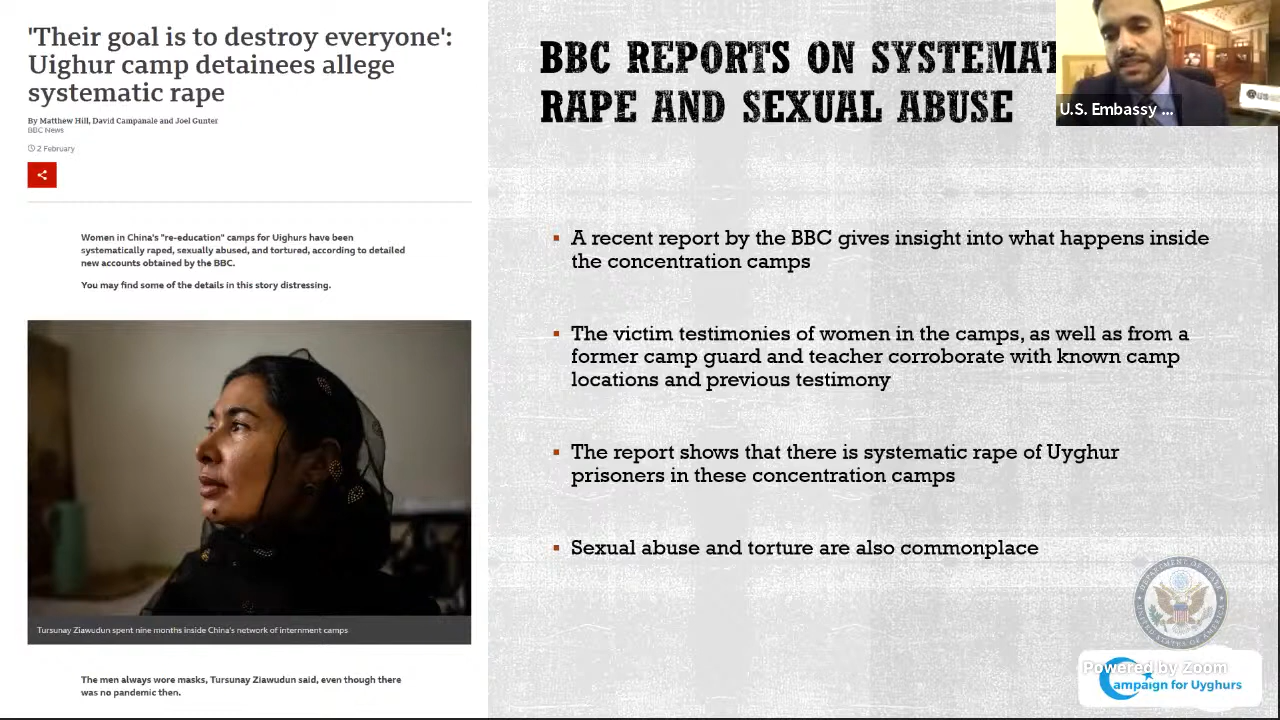 'Their goal is to destroy everyone':
Uighur camp detainees allege
systematic rape
By Matthew Hill, David Campanale and Joel Gunter
BBC News
2 February
Women in China's "re-education" camps for Uighurs have been
systematically raped, sexually abused, and tortured, according to detailed
new accounts obtained by the BBC.
You may find some of the details in this story distressing.
Tursunay Ziawudun spent nine months inside China's network of internment camps
The men always wore masks, Tursunay Ziawudun said, even though there
was no pandemic then.
BBC REPORTS ON SYSTEMAT
RAPE AND SEXUAL ABUSE
U.S. Embassy ...
@us
A recent report by the BBC gives insight into what happens inside
the concentration camps
The victim testimonies of women in the camps, as well as from a
former camp guard and teacher corroborate with known camp
locations and previous testimony
The report shows that there is systematic rape of Uyghur
prisoners in these concentration camps
Sexual abuse and torture are also commonplace
DEPARTMENT OF STATE
UNITED STATES OF AMERICA
Powered by Zoom
Campaign for Uyghurs